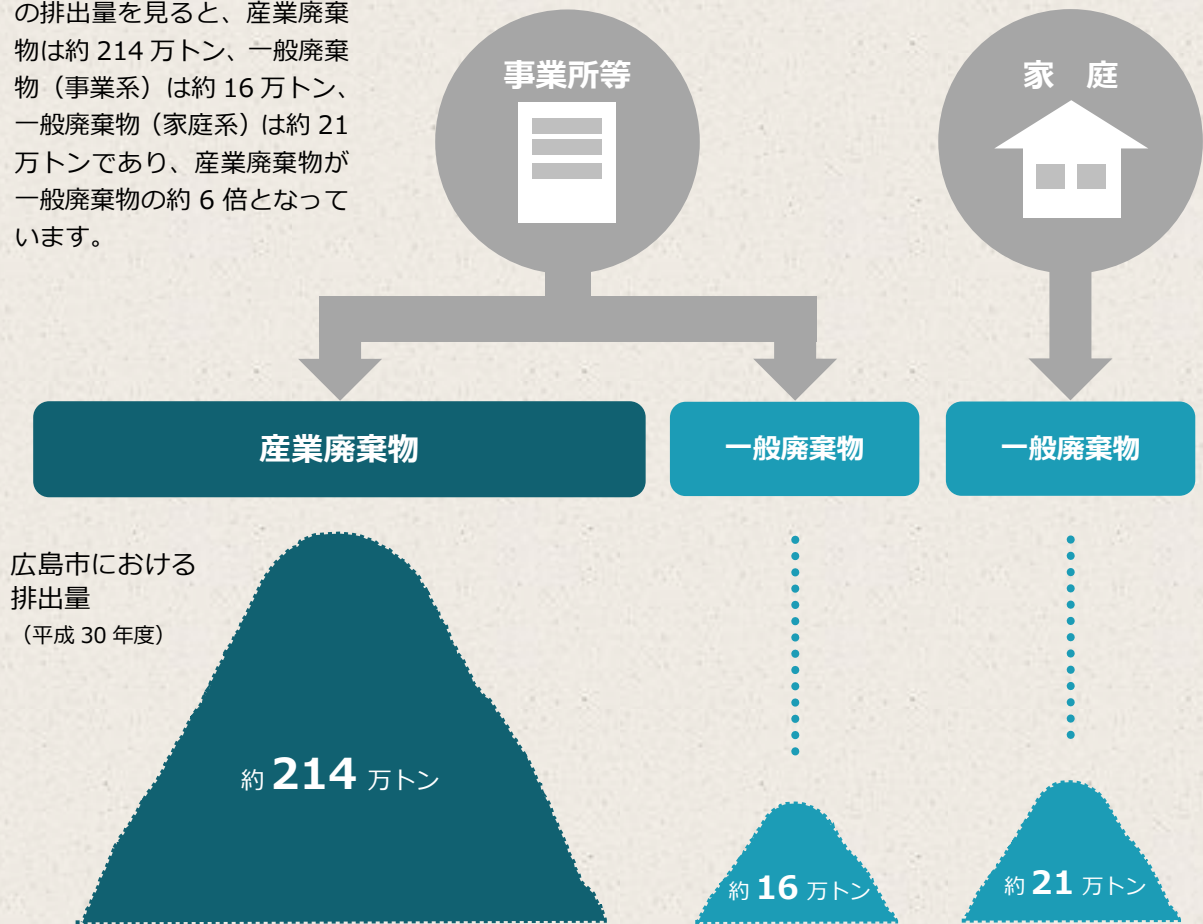 の排出量を見ると、産業廃棄
物は約 214 万トン、一般廃棄
物（事業系）は約 16 万トン、
一般廃棄物（家庭系）は約 21
万トンであり、産業廃棄物が
一般廃棄物の約 6 倍となって
います。
事業所等
家　庭
産業廃棄物
一般廃棄物
一般廃棄物
広島市における
排出量
（平成 30 年度）
約 214 万トン
約 16 万トン
約 21 万トン